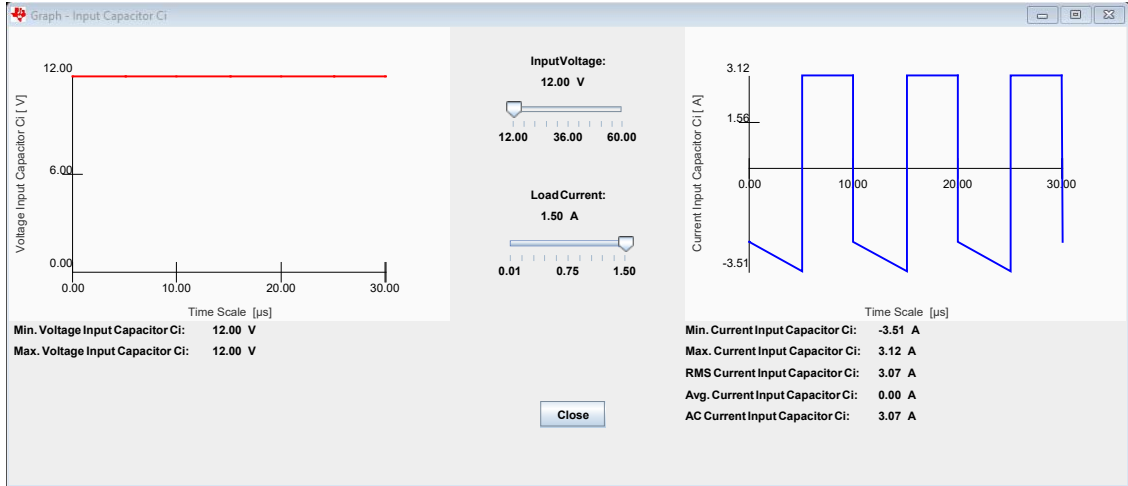 Graph - Input Capacitor Ci
12.00
6.00
0.00
Voltage Input Capacitor Ci [ V]
0.00 10.00 20.00 30.00
Time Scale [µs]
Min. Voltage Input Capacitor Ci: 12.00 V
Max. Voltage Input Capacitor Ci: 12.00 V
Input Voltage:
12.00 V
12.00 36.00 60.00
Load Current:
1.50 A
0.01 0.75 1.50
Close
3.12
1.56
-3.51
Current Input Capacitor Ci [ A]
0.00 10.00 20.00 30.00
Time Scale [µs]
Min. Current Input Capacitor Ci: -3.51 A
Max. Current Input Capacitor Ci: 3.12 A
RMS Current Input Capacitor Ci: 3.07 A
Avg. Current Input Capacitor Ci: 0.00 A
AC Current Input Capacitor Ci: 3.07 A